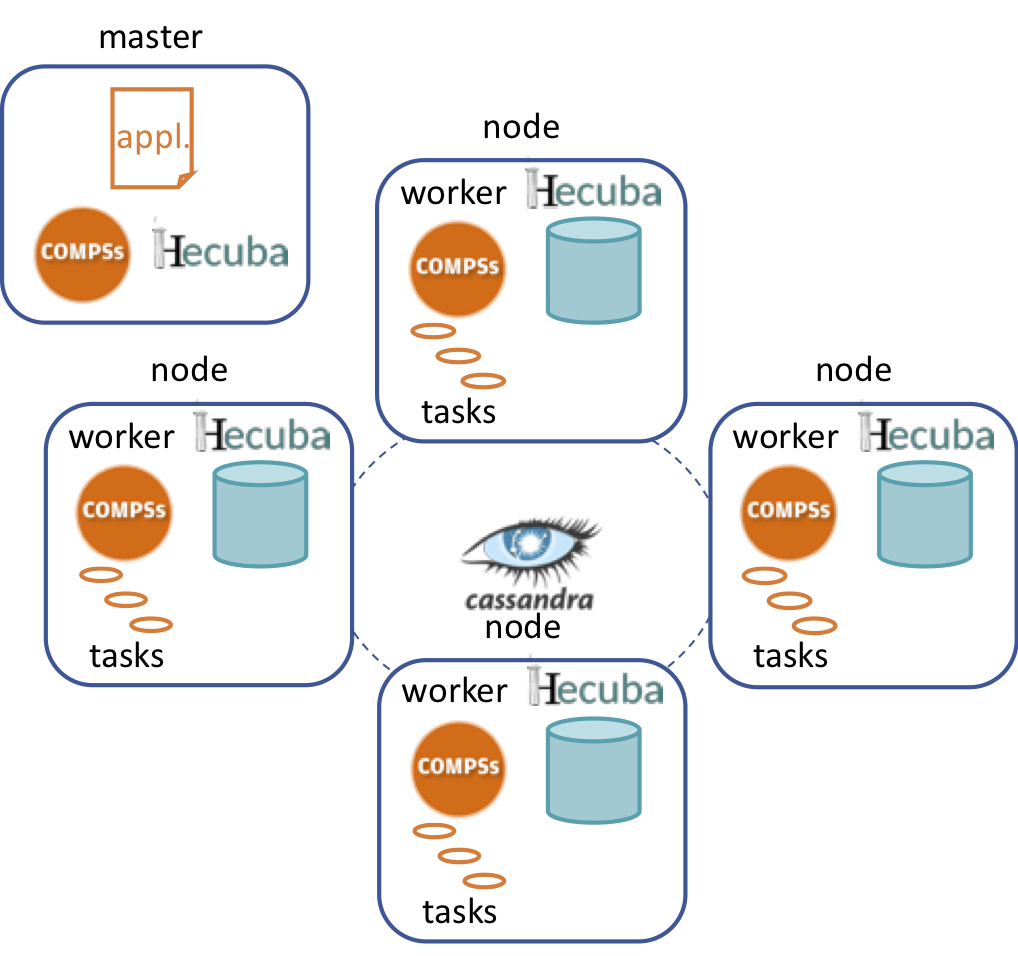 master
appl.
COMPSs Hecuba
node
worker Hecuba
COMPSs
tasks
node
worker Hecuba
COMPSs
tasks
node
worker Hecuba
COMPSs
tasks
cassandra
node
worker Hecuba
COMPSs
tasks